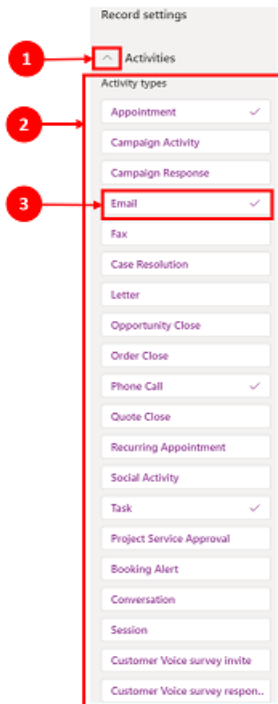 Record settings
1
Activities
Activity types
2
Appointment
Campaign Activity
Campaign Response
3
Email
Fax
Case Resolution
Letter
Opportunity Close
Order Close
Phone Call
Quote Close
Recurring Appointment
Social Activity
Task
Project Service Approval
Booking Alert
Conversation
Session
Customer Voice survey invite
Customer Voice survey respon..